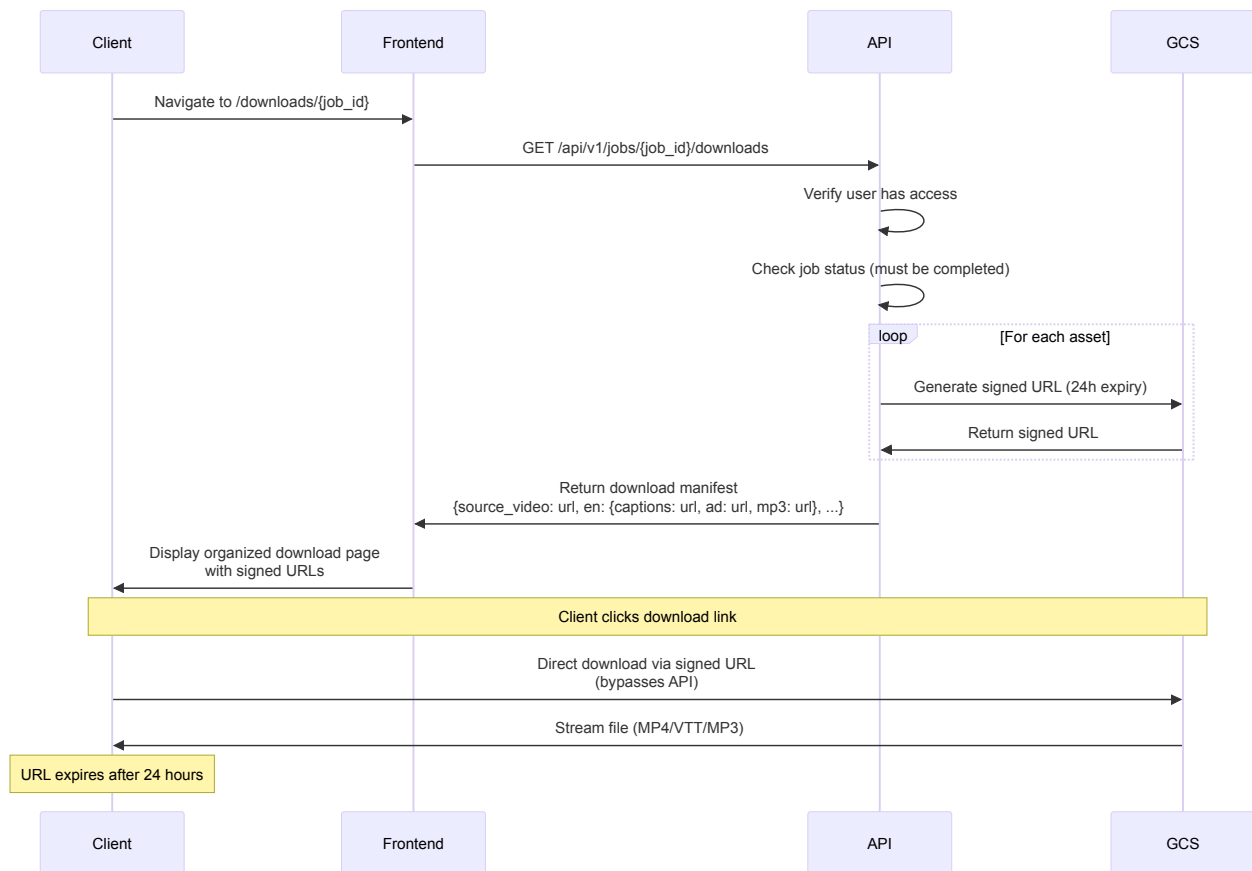 Client
Frontend
API
GCS
Navigate to /downloads/{job_id}
GET /api/v1/jobs/{job_id}/downloads
Verify user has access
Check job status (must be completed)
loop
[For each asset]
Generate signed URL (24h expiry)
Return signed URL
Return download manifest
{source_video: url, en: {captions: url, ad: url, mp3: url}, ...}
Display organized download page
with signed URLs
Client clicks download link
Direct download via signed URL
(bypasses API)
Stream file (MP4/VTT/MP3)
URL expires after 24 hours
Client
Frontend
API
GCS